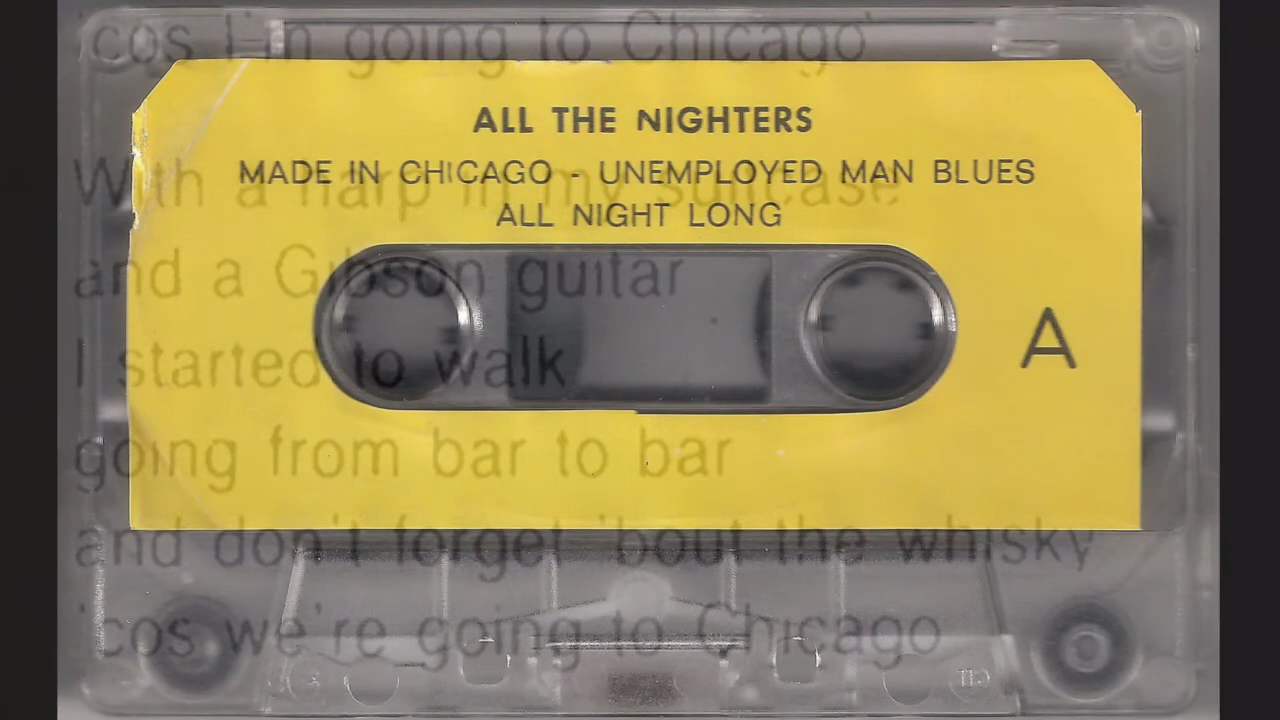 'cos I'm going to Chicago
ALL THE NIGHTERS
MADE IN CHICAGO - UNEMPLOYED MAN BLUES
With a harp in my suitcase
ALL NIGHT LONG
and a Gibson guitar
A
I started to walk
going from bar to bar
and don't forget 'bout the whisky
'cos we're going to Chicago